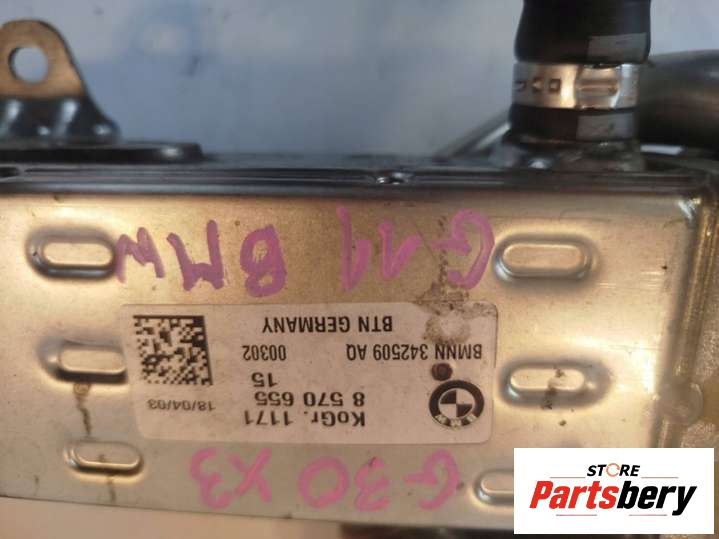 G11 BMW
KoGr. 1171
8 570 655
15
18/04/03
BMNN 342509 AQ
00302
BTN GERMANY
BMW
G30 X3
STORE
Partsbery